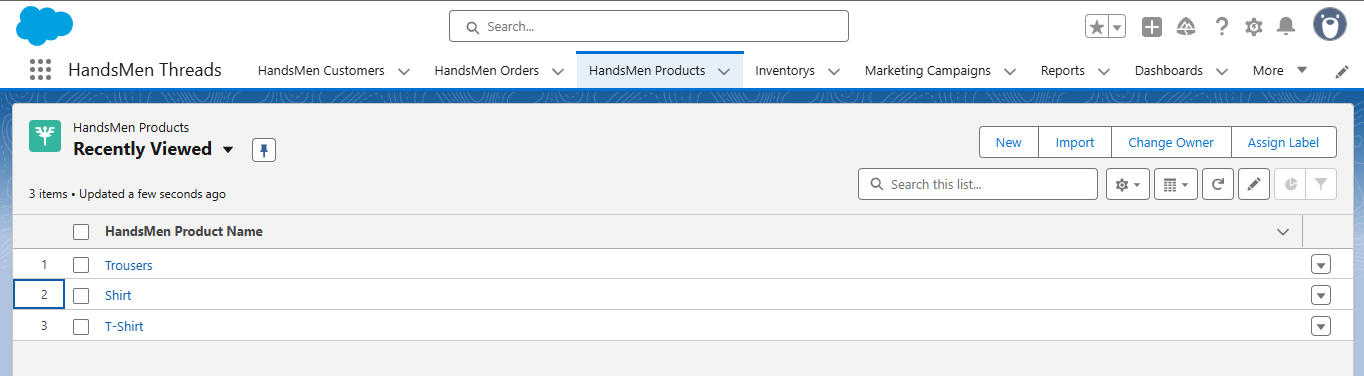 Search...
HandsMen Threads HandsMen Customers HandsMen Orders HandsMen Products Inventorys Marketing Campaigns Reports Dashboards More
HandsMen Products
Recently Viewed
New Import Change Owner Assign Label
3 items • Updated a few seconds ago
Search this list...
HandsMen Product Name
1 Trousers
2 Shirt
3 T-Shirt